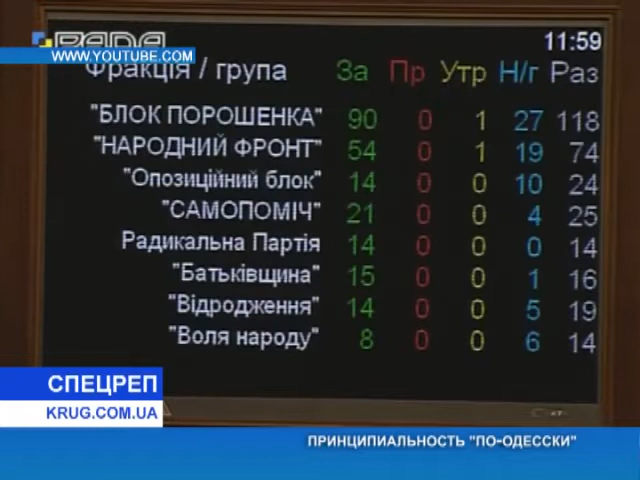 РАДА
WWW.YOUTUBE.COM
11:59
Фракція / група За Пр Утр Н/г Раз
"БЛОК ПОРОШЕНКА" 90 0 1 27 118
"НАРОДНИЙ ФРОНТ" 54 0 1 19 74
"Опозиційний блок" 14 0 0 10 24
"САМОПОМІЧ" 21 0 0 4 25
Радикальна Партія 14 0 0 0 14
"Батьківщина" 15 0 0 1 16
"Відродження" 14 0 0 5 19
"Воля народу" 8 0 0 6 14
СПЕЦРЕП
KRUG.COM.UA
ПРИНЦИПИАЛЬНОСТЬ "ПО-ОДЕССКИ"